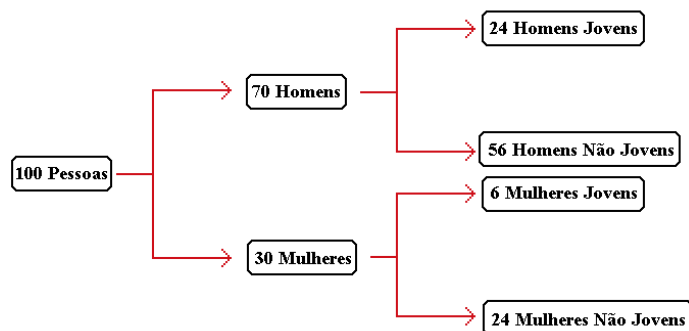 24 Homens Jovens
70 Homens
56 Homens Não Jovens
100 Pessoas
6 Mulheres Jovens
30 Mulheres
24 Mulheres Não Jovens